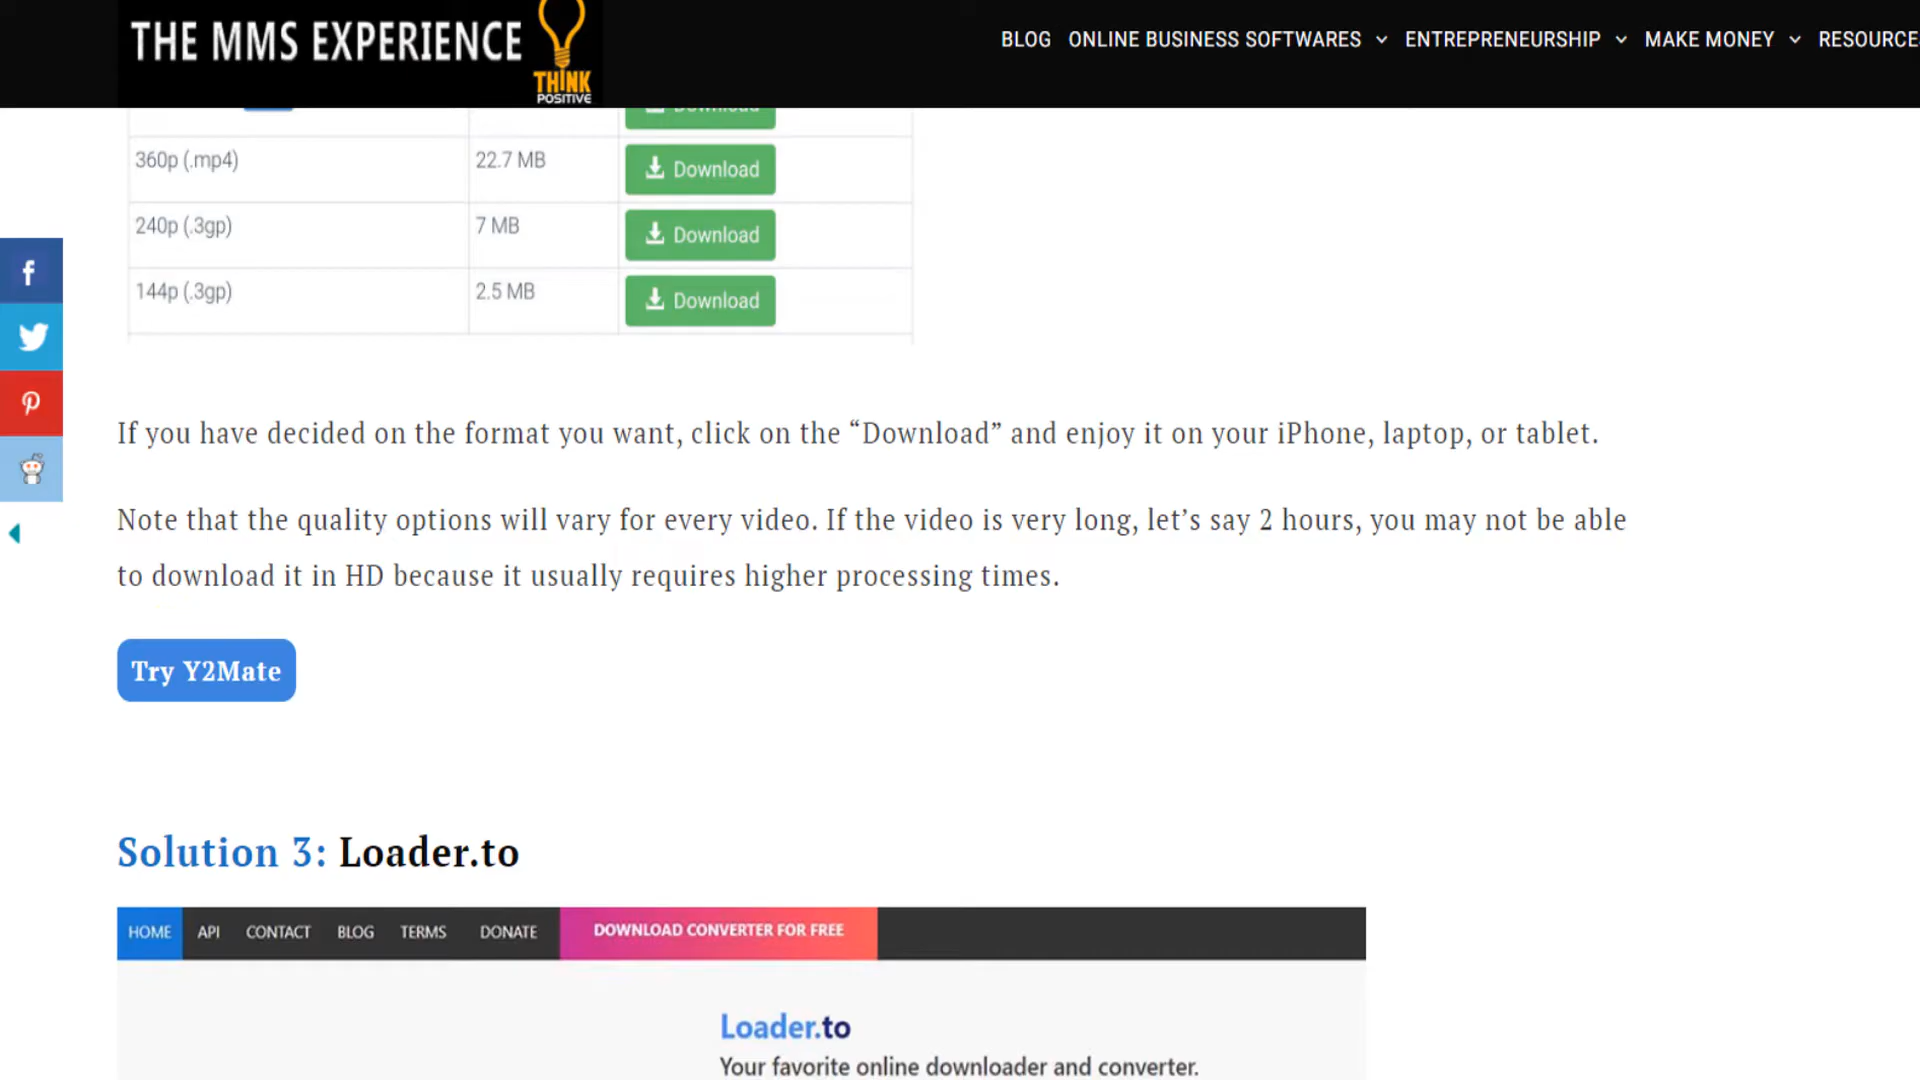 THE MMS EXPERIENCE
THINK
POSITIVE
BLOG ONLINE BUSINESS SOFTWARES ENTREPRENEURSHIP MAKE MONEY RESOURCE
Download
360p (.mp4) 22.7 MB Download
240p (.3gp) 7 MB Download
144p (.3gp) 2.5 MB Download
If you have decided on the format you want, click on the “Download” and enjoy it on your iPhone, laptop, or tablet.
Note that the quality options will vary for every video. If the video is very long, let’s say 2 hours, you may not be able
to download it in HD because it usually requires higher processing times.
Try Y2Mate
Solution 3: Loader.to
HOME API CONTACT BLOG TERMS DONATE DOWNLOAD CONVERTER FOR FREE
Loader.to
Your favorite online downloader and converter.